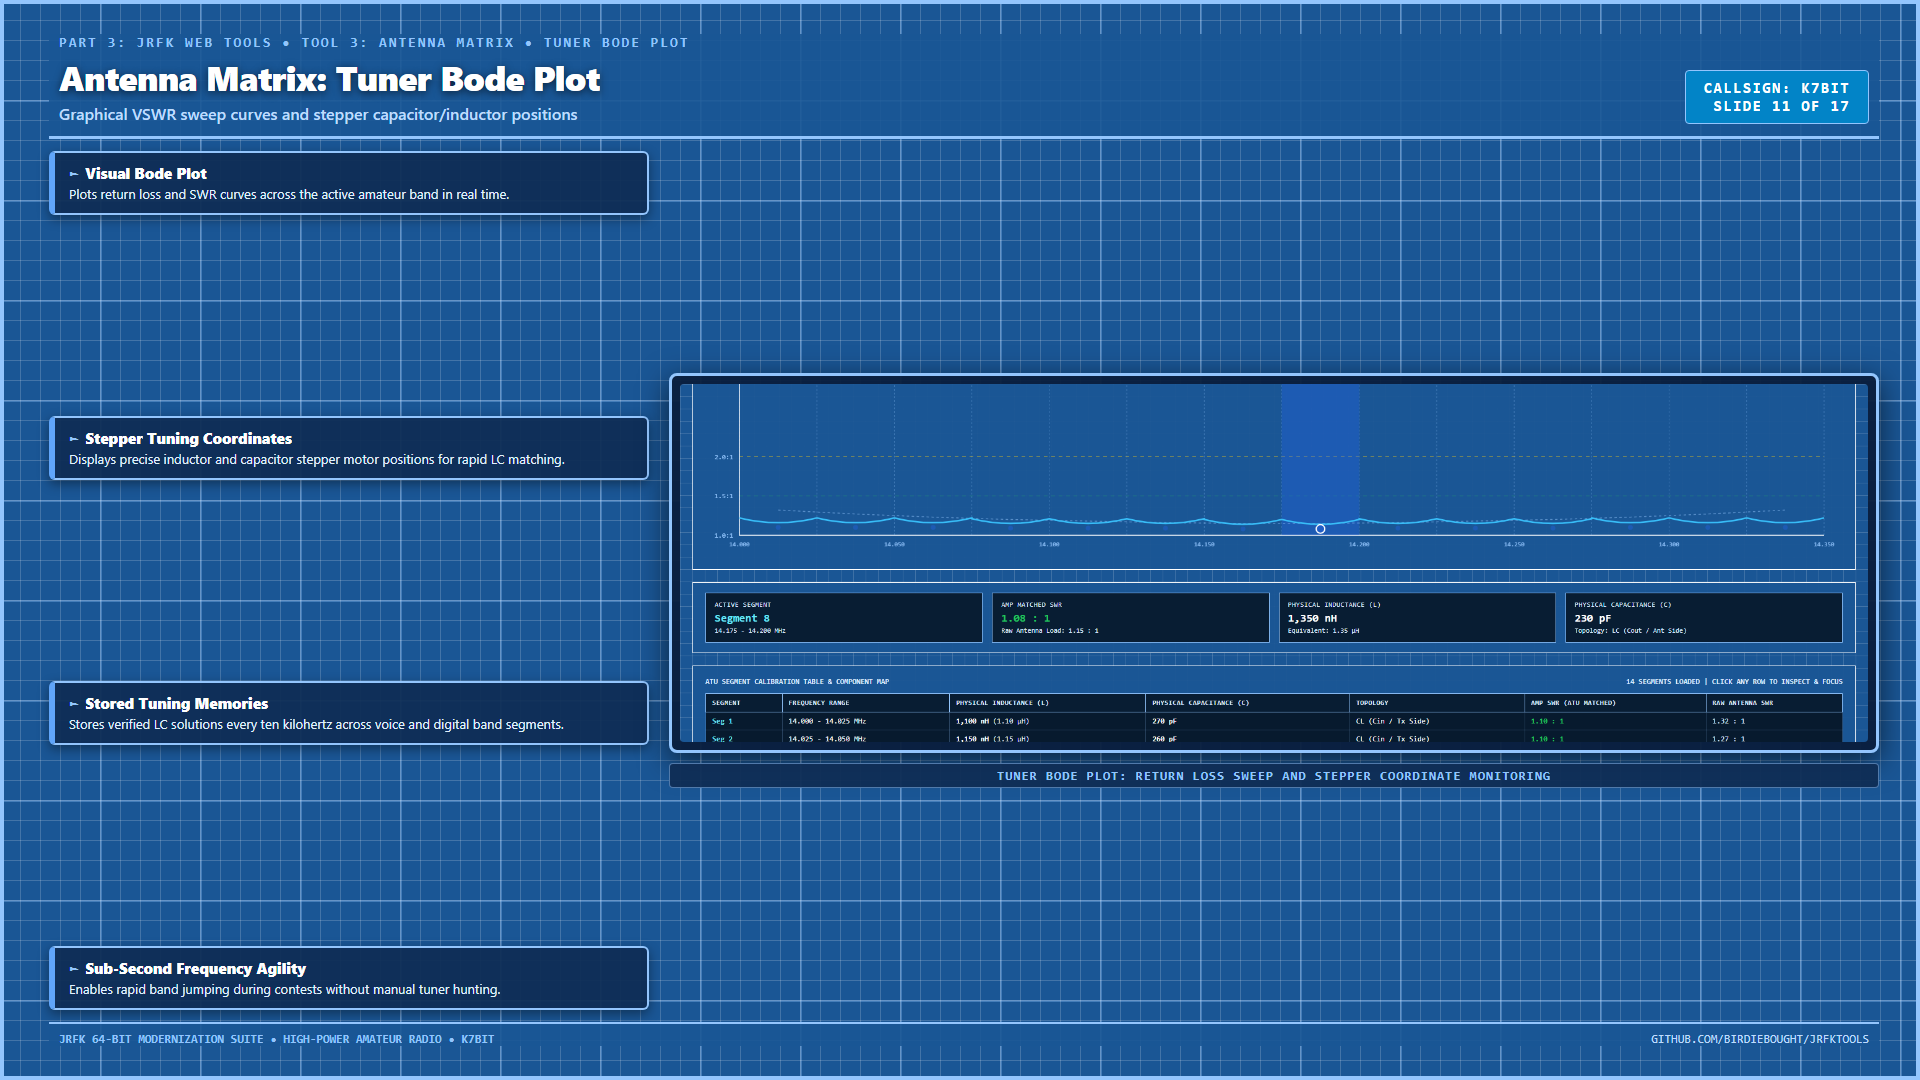 PART 3: JRFK WEB TOOLS • TOOL 3: ANTENNA MATRIX • TUNER BODE PLOT
Antenna Matrix: Tuner Bode Plot
Graphical VSWR sweep curves and stepper capacitor/inductor positions
CALLSIGN: K7BIT
SLIDE 11 OF 17
► Visual Bode Plot
Plots return loss and SWR curves across the active amateur band in real time.
► Stepper Tuning Coordinates
Displays precise inductor and capacitor stepper motor positions for rapid LC matching.
► Stored Tuning Memories
Stores verified LC solutions every ten kilohertz across voice and digital band segments.
► Sub-Second Frequency Agility
Enables rapid band jumping during contests without manual tuner hunting.
2.0:1
1.5:1
1.0:1
14.000 14.050 14.100 14.150 14.200 14.250 14.300 14.350
ACTIVE SEGMENT
Segment 8
14.175 - 14.200 MHz
AMP MATCHED SWR
1.08 : 1
Raw Antenna Load: 1.15 : 1
PHYSICAL INDUCTANCE (L)
1,350 nH
Equivalent: 1.35 µH
PHYSICAL CAPACITANCE (C)
230 pF
Topology: LC (Cout / Ant Side)
ATU SEGMENT CALIBRATION TABLE & COMPONENT MAP
14 SEGMENTS LOADED | CLICK ANY ROW TO INSPECT & FOCUS
SEGMENT FREQUENCY RANGE PHYSICAL INDUCTANCE (L) PHYSICAL CAPACITANCE (C) TOPOLOGY AMP SWR (ATU MATCHED) RAW ANTENNA SWR
Seg 1 14.000 - 14.025 MHz 1,100 nH (1.10 µH) 270 pF CL (Cin / Tx Side) 1.10 : 1 1.32 : 1
Seg 2 14.025 - 14.050 MHz 1,150 nH (1.15 µH) 260 pF CL (Cin / Tx Side) 1.10 : 1 1.27 : 1
TUNER BODE PLOT: RETURN LOSS SWEEP AND STEPPER COORDINATE MONITORING
JRFK 64-BIT MODERNIZATION SUITE • HIGH-POWER AMATEUR RADIO • K7BIT
GITHUB.COM/BIRDIEBOUGHT/JRFKTOOLS